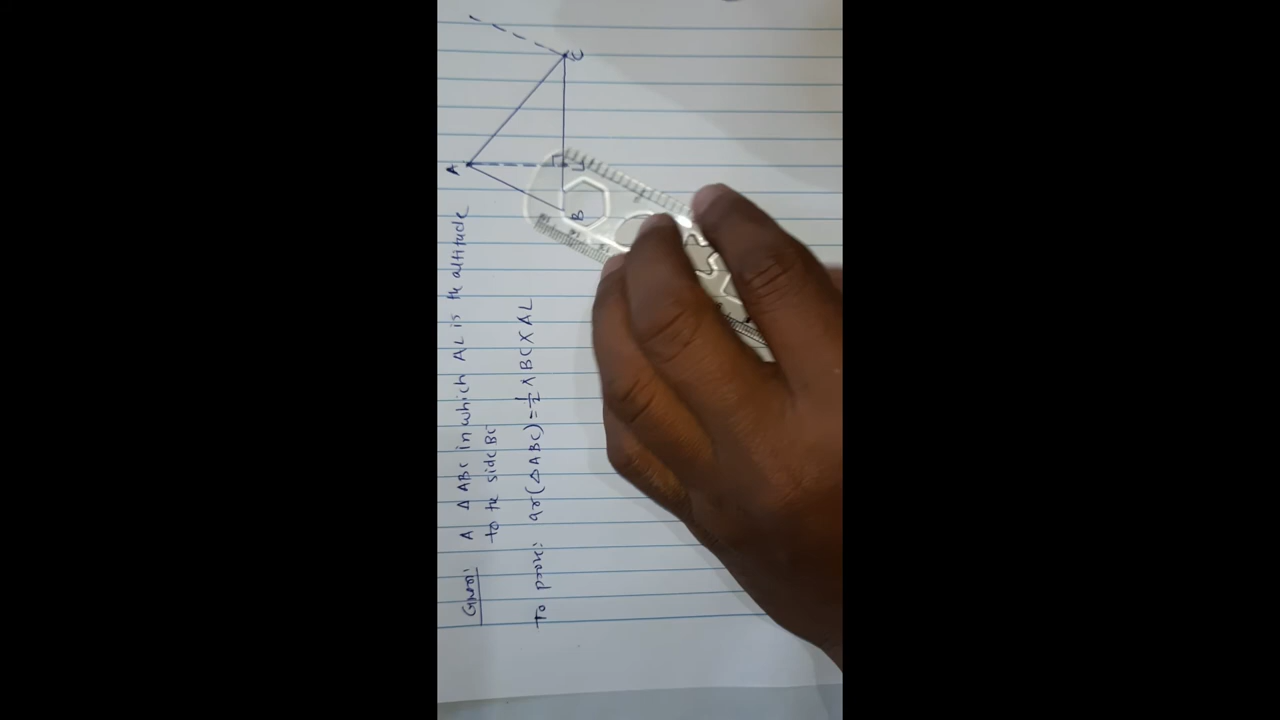 Given: A Δ ABC in which AL is the altitude
to the side BC
To prove: ar(ΔABC) = 1/2 × BC × AL
A
B
L
C